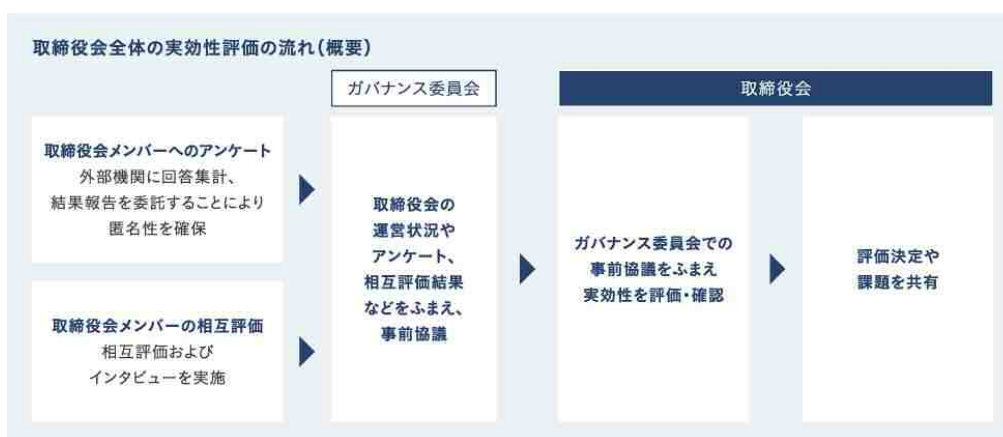 取締役会全体の実効性評価の流れ(概要)
ガバナンス委員会
取締役会
取締役会メンバーへのアンケート
外部機関に回答集計、
結果報告を委託することにより
匿名性を確保
取締役会メンバーの相互評価
相互評価および
インタビューを実施
取締役会の
運営状況や
アンケート、
相互評価結果
などをふまえ、
事前協議
ガバナンス委員会での
事前協議をふまえ
実効性を評価・確認
評価決定や
課題を共有